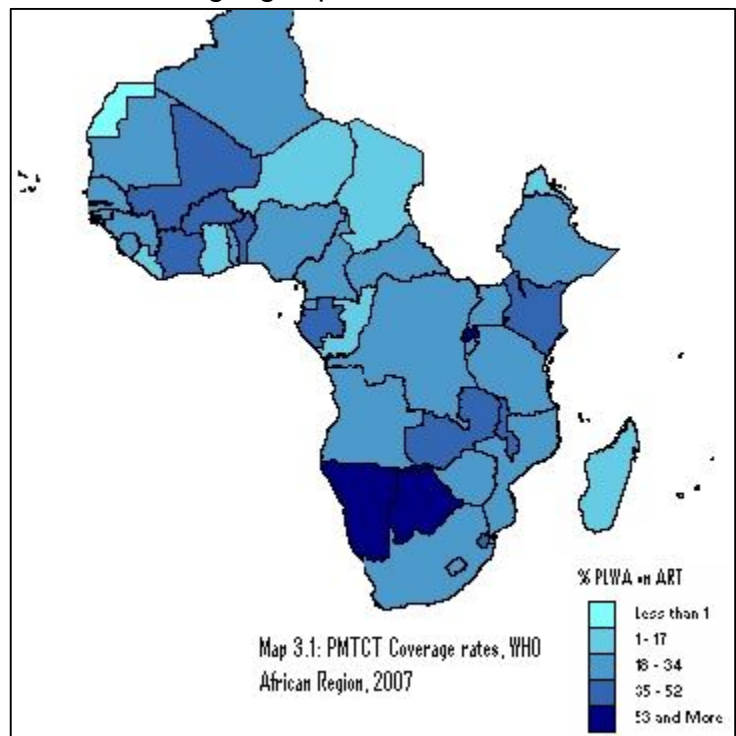 % PLWA on ART
Less than 1
1 - 17
18 - 34
35 - 52
53 and More
Map 3.1: PMTCT Coverage rates, WHO
African Region, 2007